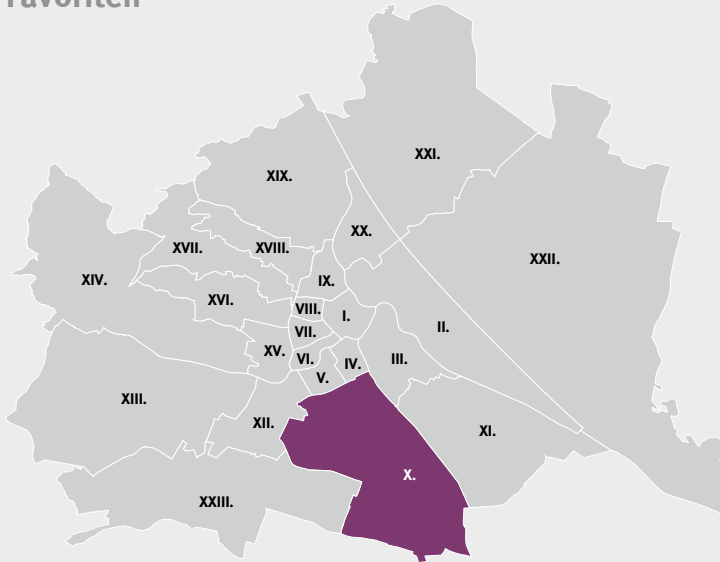 Favoriten
XXI.
XIX.
XX.
XVII.
XVIII.
XXII.
XIV.
IX.
XVI.
VIII.
I.
II.
VII.
XV.
VI.
IV.
III.
V.
XIII.
XII.
XI.
X.
XXIII.